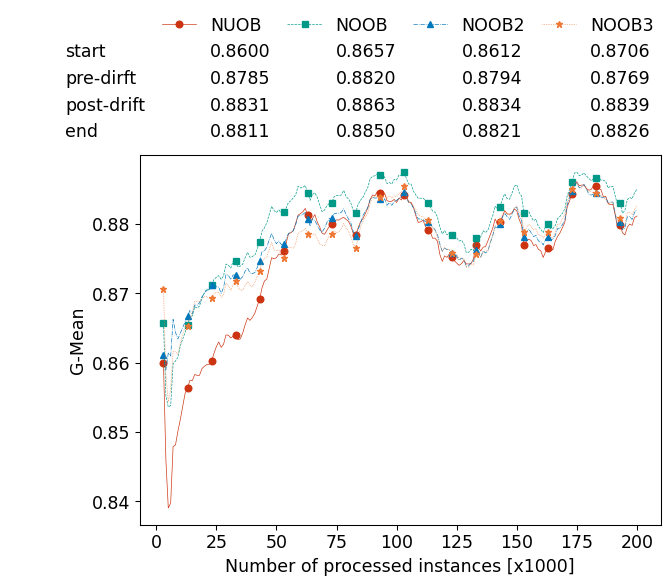 NUOB NOOB NOOB2 NOOB3
start 0.8600 0.8657 0.8612 0.8706
pre-dirft 0.8785 0.8820 0.8794 0.8769
post-drift 0.8831 0.8863 0.8834 0.8839
end 0.8811 0.8850 0.8821 0.8826
0.88
0.87
0.86
0.85
0.84
G-Mean
0 25 50 75 100 125 150 175 200
Number of processed instances [x1000]